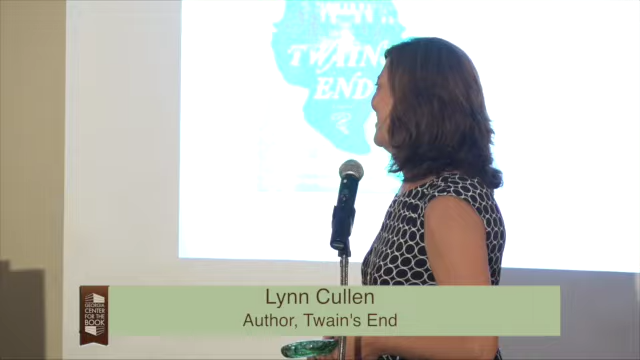 TWAIN'S
END
Lynn Cullen
Author, Twain's End
GEORGIA
CENTER
FOR THE
BOOK